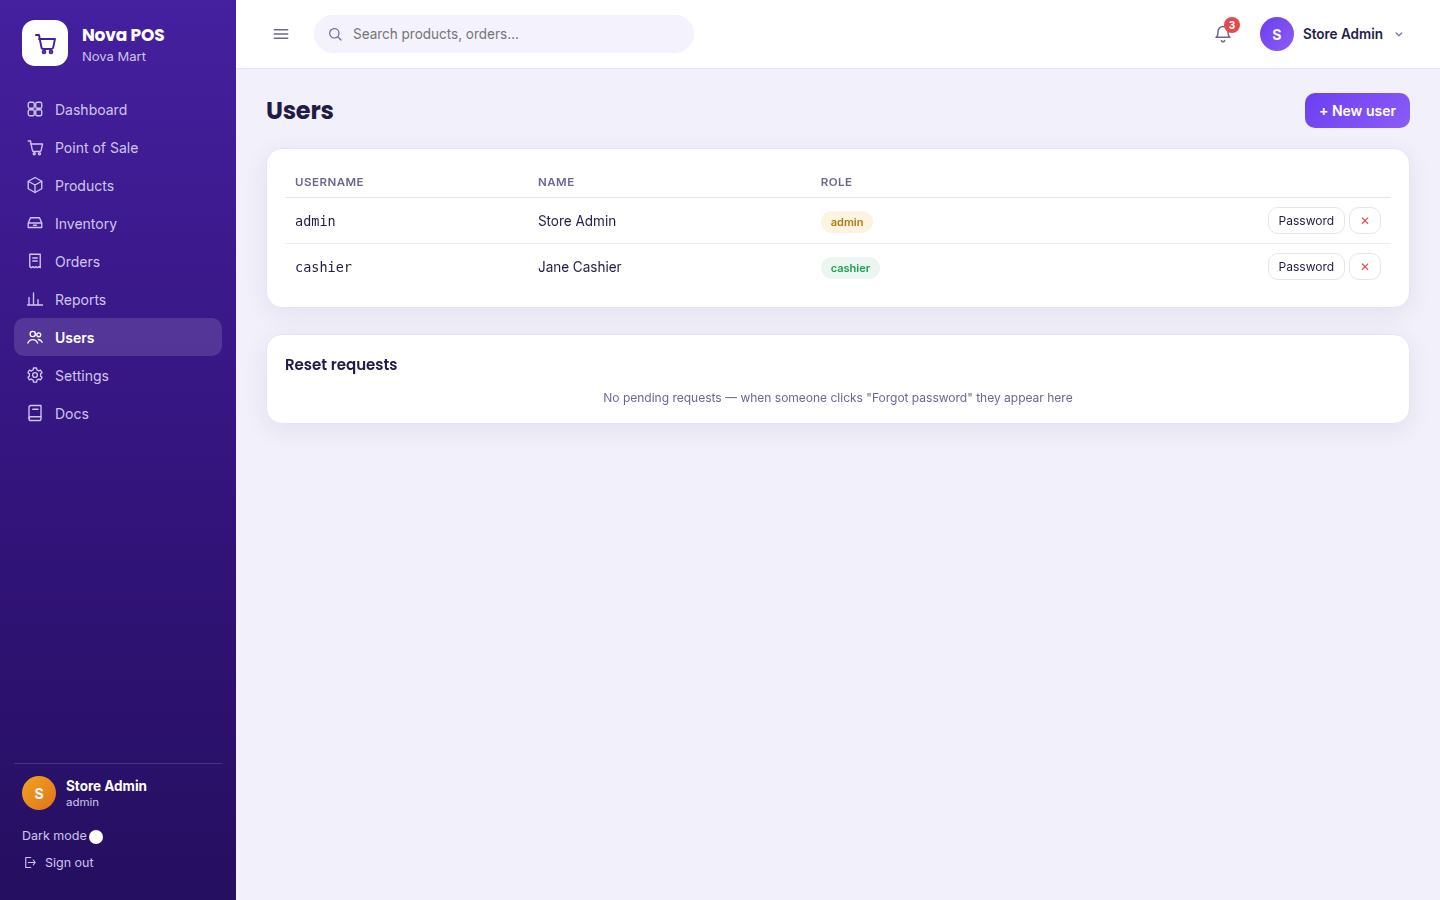 Nova POS
Nova Mart
Dashboard
Point of Sale
Products
Inventory
Orders
Reports
Users
Settings
Docs
S
Store Admin
admin
Dark mode
Sign out
Search products, orders...
3
S
Store Admin
Users
+ New user
USERNAME NAME ROLE
admin Store Admin admin Password ×
cashier Jane Cashier cashier Password ×
Reset requests
No pending requests — when someone clicks "Forgot password" they appear here